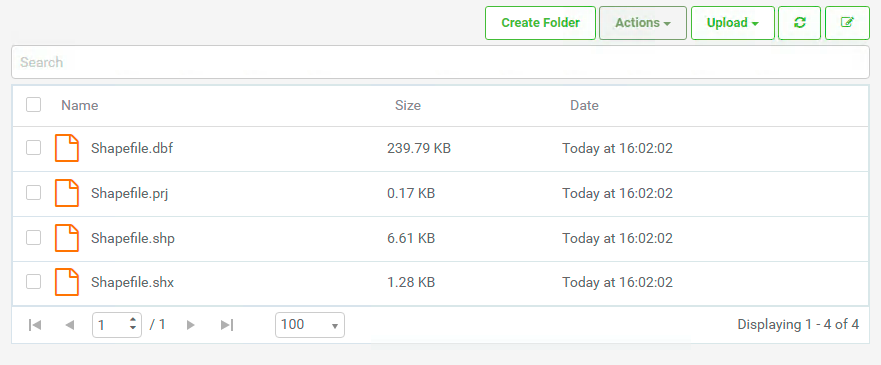 Create Folder Actions Upload
Search
Name Size Date
Shapefile.dbf 239.79 KB Today at 16:02:02
Shapefile.prj 0.17 KB Today at 16:02:02
Shapefile.shp 6.61 KB Today at 16:02:02
Shapefile.shx 1.28 KB Today at 16:02:02
1 / 1 100 Displaying 1 - 4 of 4